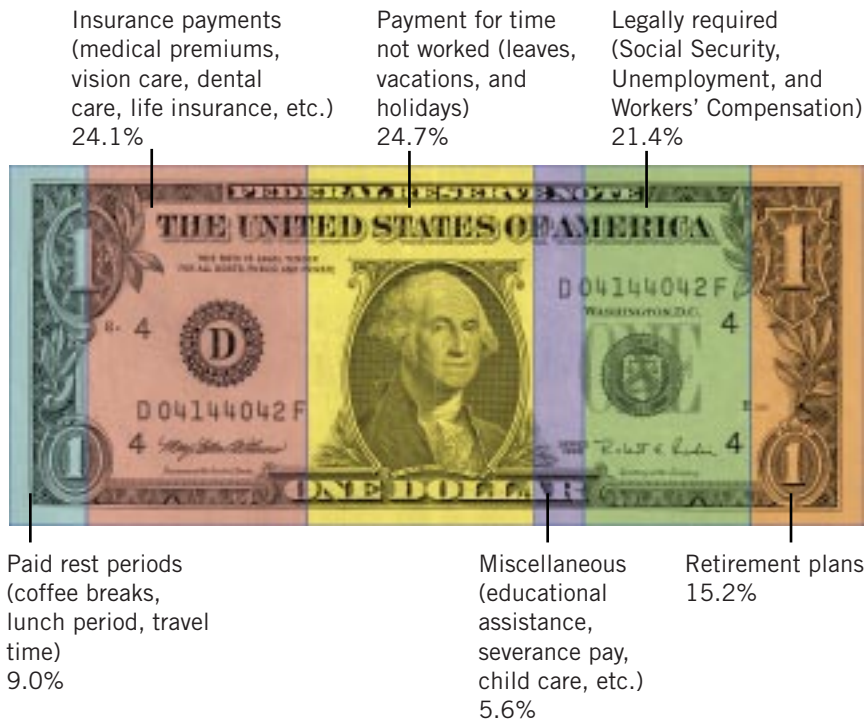 Insurance payments
(medical premiums,
vision care, dental
care, life insurance, etc.)
24.1%
Payment for time
not worked (leaves,
vacations, and
holidays)
24.7%
Legally required
(Social Security,
Unemployment, and
Workers' Compensation)
21.4%
FEDERAL RESERVE NOTE
THE UNITED STATES OF AMERICA
D 04144042 F
WASHINGTON, D.C.
4
4
D
ONE
D 04144042 F
4
4
1
1
1
1
ONE DOLLAR
Paid rest periods
(coffee breaks,
lunch period, travel
time)
9.0%
Miscellaneous
(educational
assistance,
severance pay,
child care, etc.)
5.6%
Retirement plans
15.2%